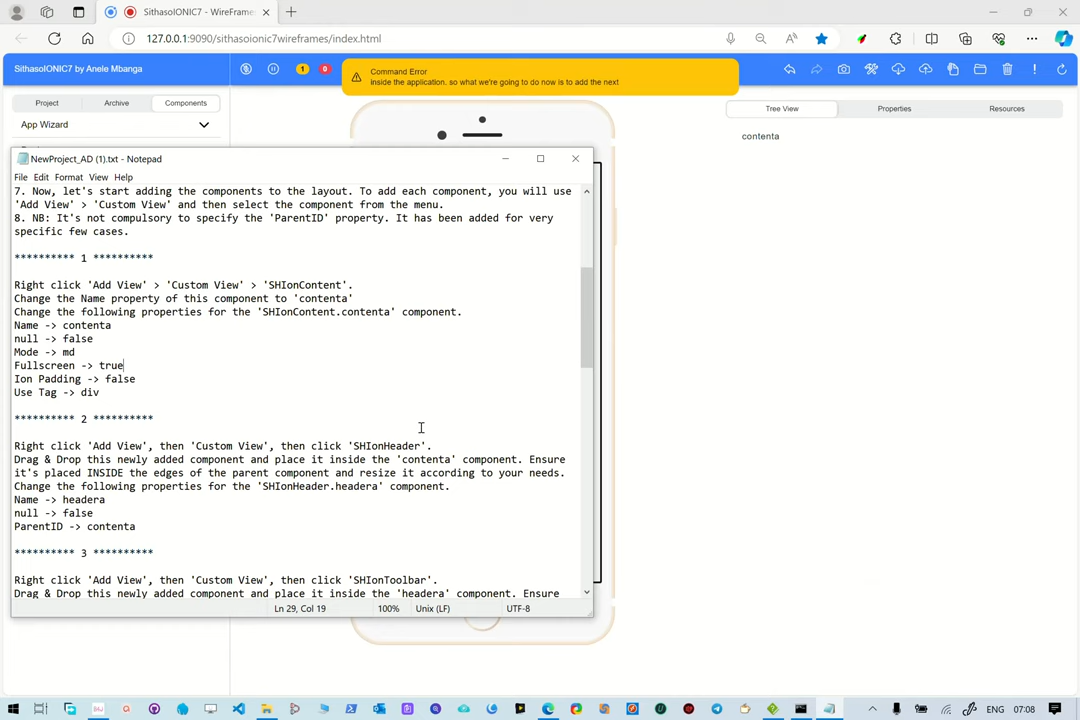 SithasoIONIC7 - WireFrame
127.0.0.1:9090/sithasoionic7wireframes/index.html
SithasoIONIC7 by Anele Mbanga
1
0
Command Error
inside the application. so what we're going to do now is to add the next
Project
Archive
Components
App Wizard
Tree View
Properties
Resources
contenta
NewProject_AD (1).txt - Notepad
File Edit Format View Help
7. Now, let's start adding the components to the layout. To add each component, you will use
'Add View' > 'Custom View' and then select the component from the menu.
8. NB: It's not compulsory to specify the 'ParentID' property. It has been added for very
specific few cases.
********** 1 **********
Right click 'Add View' > 'Custom View' > 'SHIonContent'.
Change the Name property of this component to 'contenta'
Change the following properties for the 'SHIonContent.contenta' component.
Name -> contenta
null -> false
Mode -> md
Fullscreen -> true
Ion Padding -> false
Use Tag -> div
********** 2 **********
Right click 'Add View', then 'Custom View', then click 'SHIonHeader'.
Drag & Drop this newly added component and place it inside the 'contenta' component. Ensure
it's placed INSIDE the edges of the parent component and resize it according to your needs.
Change the following properties for the 'SHIonHeader.headera' component.
Name -> headera
null -> false
ParentID -> contenta
********** 3 **********
Right click 'Add View', then 'Custom View', then click 'SHIonToolbar'.
Drag & Drop this newly added component and place it inside the 'headera' component. Ensure
Ln 29, Col 19
100%
Unix (LF)
UTF-8
ENG
07:08